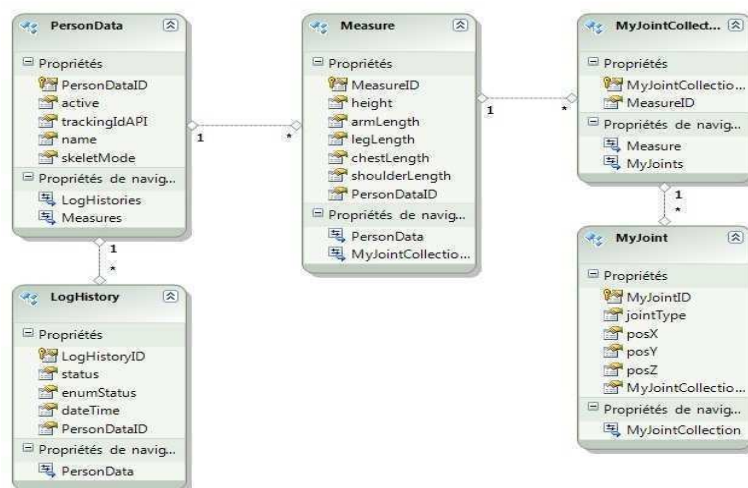 PersonData
Propriétés
PersonDataID
active
trackingIdAPI
name
skeletMode
Propriétés de navig...
LogHistories
Measures
1
*
1
*
LogHistory
Propriétés
LogHistoryID
status
enumStatus
dateTime
PersonDataID
Propriétés de navig...
PersonData
Measure
Propriétés
MeasureID
height
armLength
legLength
chestLength
shoulderLength
PersonDataID
Propriétés de navig...
PersonData
MyJointCollectio...
1
*
MyJointCollect...
Propriétés
MyJointCollectio...
MeasureID
Propriétés de navig...
Measure
MyJoints
1
*
MyJoint
Propriétés
MyJointID
jointType
posX
posY
posZ
MyJointCollectio...
Propriétés de navig...
MyJointCollection